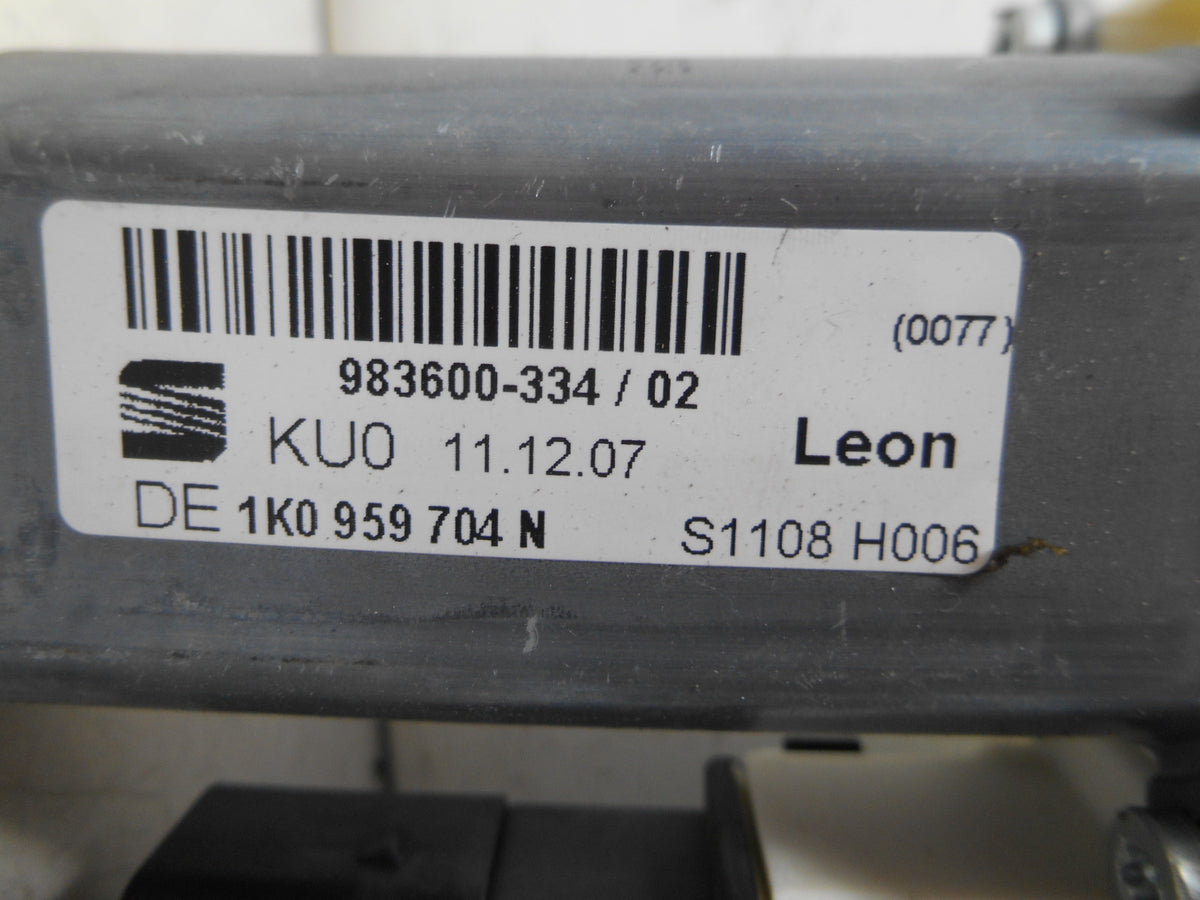 (0077)
983600-334 / 02
KU0 11.12.07 Leon
DE 1K0 959 704 N S1108 H006